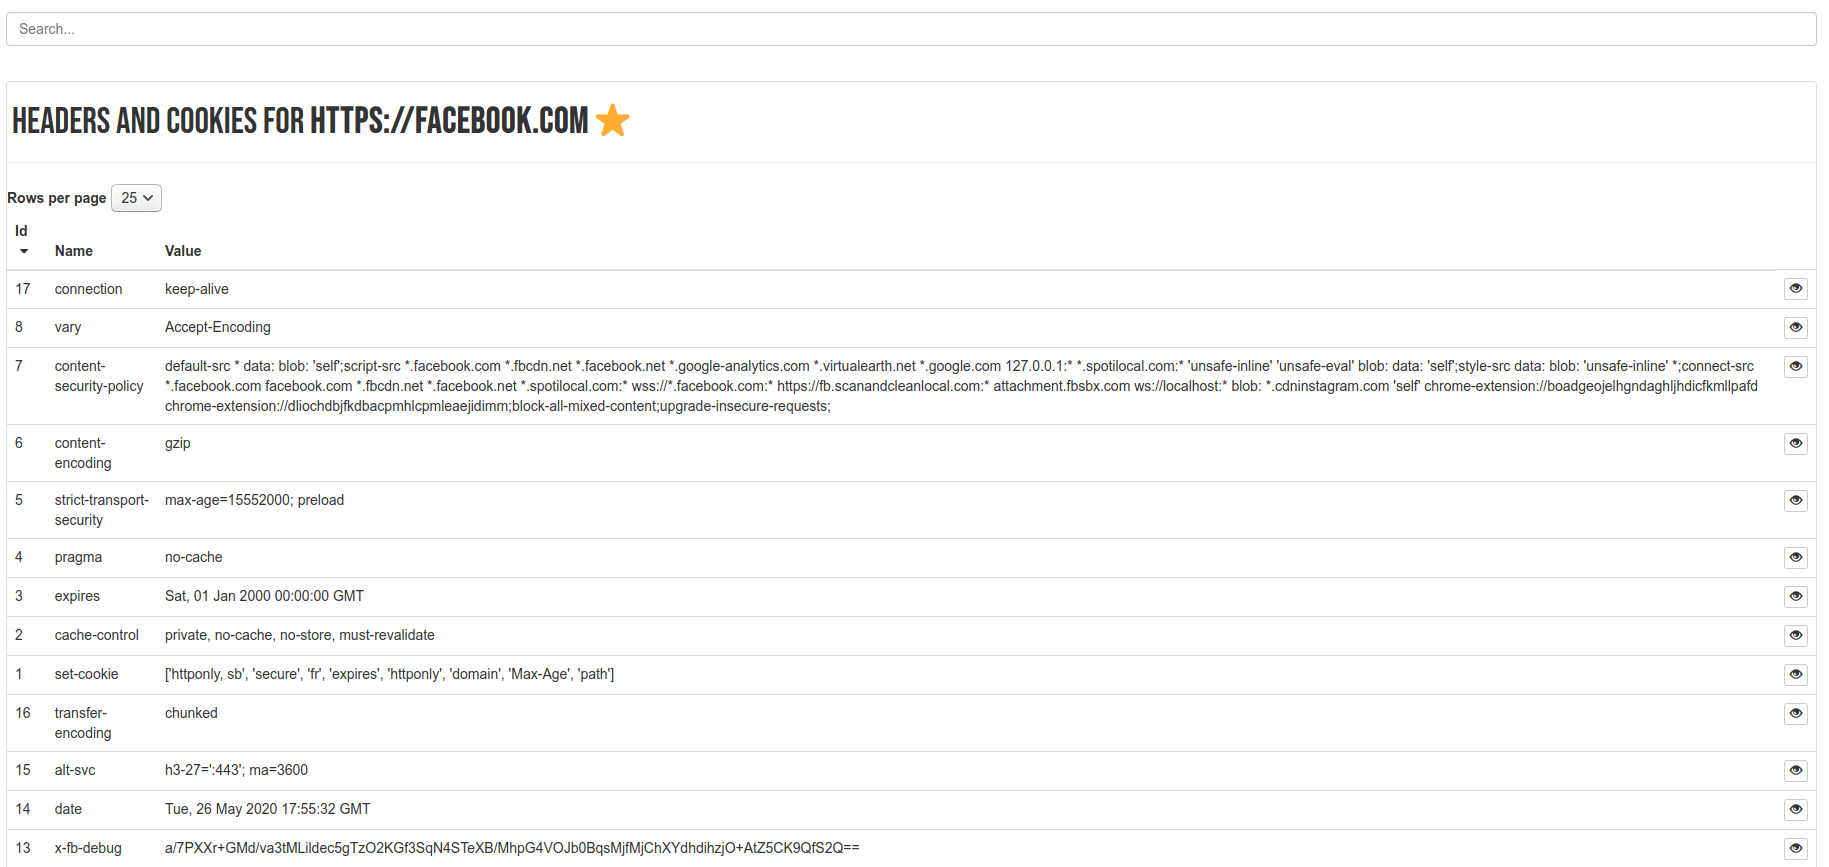 Search...
HEADERS AND COOKIES FOR HTTPS://FACEBOOK.COM
Rows per page 25
Id
Name Value
17 connection keep-alive
8 vary Accept-Encoding
7 content- default-src * data: blob: 'self';script-src *.facebook.com *.fbcdn.net *.facebook.net *.google-analytics.com *.virtualearth.net *.google.com 127.0.0.1:* *.spotilocal.com:* 'unsafe-inline' 'unsafe-eval' blob: data: 'self';style-src data: blob: 'unsafe-inline' *;connect-src
security-policy *.facebook.com facebook.com *.fbcdn.net *.facebook.net *.spotilocal.com:* wss://*.facebook.com:* https://fb.scanandcleanlocal.com:* attachment.fbsbx.com ws://localhost:* blob: *.cdninstagram.com 'self' chrome-extension://boadgeojelhgndaghljhdicfkmllpafd
chrome-extension://dliochdbjfkdbacpmhlcpmleaejidimm;block-all-mixed-content;upgrade-insecure-requests;
6 content- gzip
encoding
5 strict-transport- max-age=15552000; preload
security
4 pragma no-cache
3 expires Sat, 01 Jan 2000 00:00:00 GMT
2 cache-control private, no-cache, no-store, must-revalidate
1 set-cookie ['httponly, sb', 'secure', 'fr', 'expires', 'httponly', 'domain', 'Max-Age', 'path']
16 transfer- chunked
encoding
15 alt-svc h3-27=':443'; ma=3600
14 date Tue, 26 May 2020 17:55:32 GMT
13 x-fb-debug a/7PXXr+GMd/va3tMLildec5gTzO2KGf3SqN4STeXB/MhpG4VOJb0BqsMjfMjChXYdhdihzjO+AtZ5CK9QfS2Q==